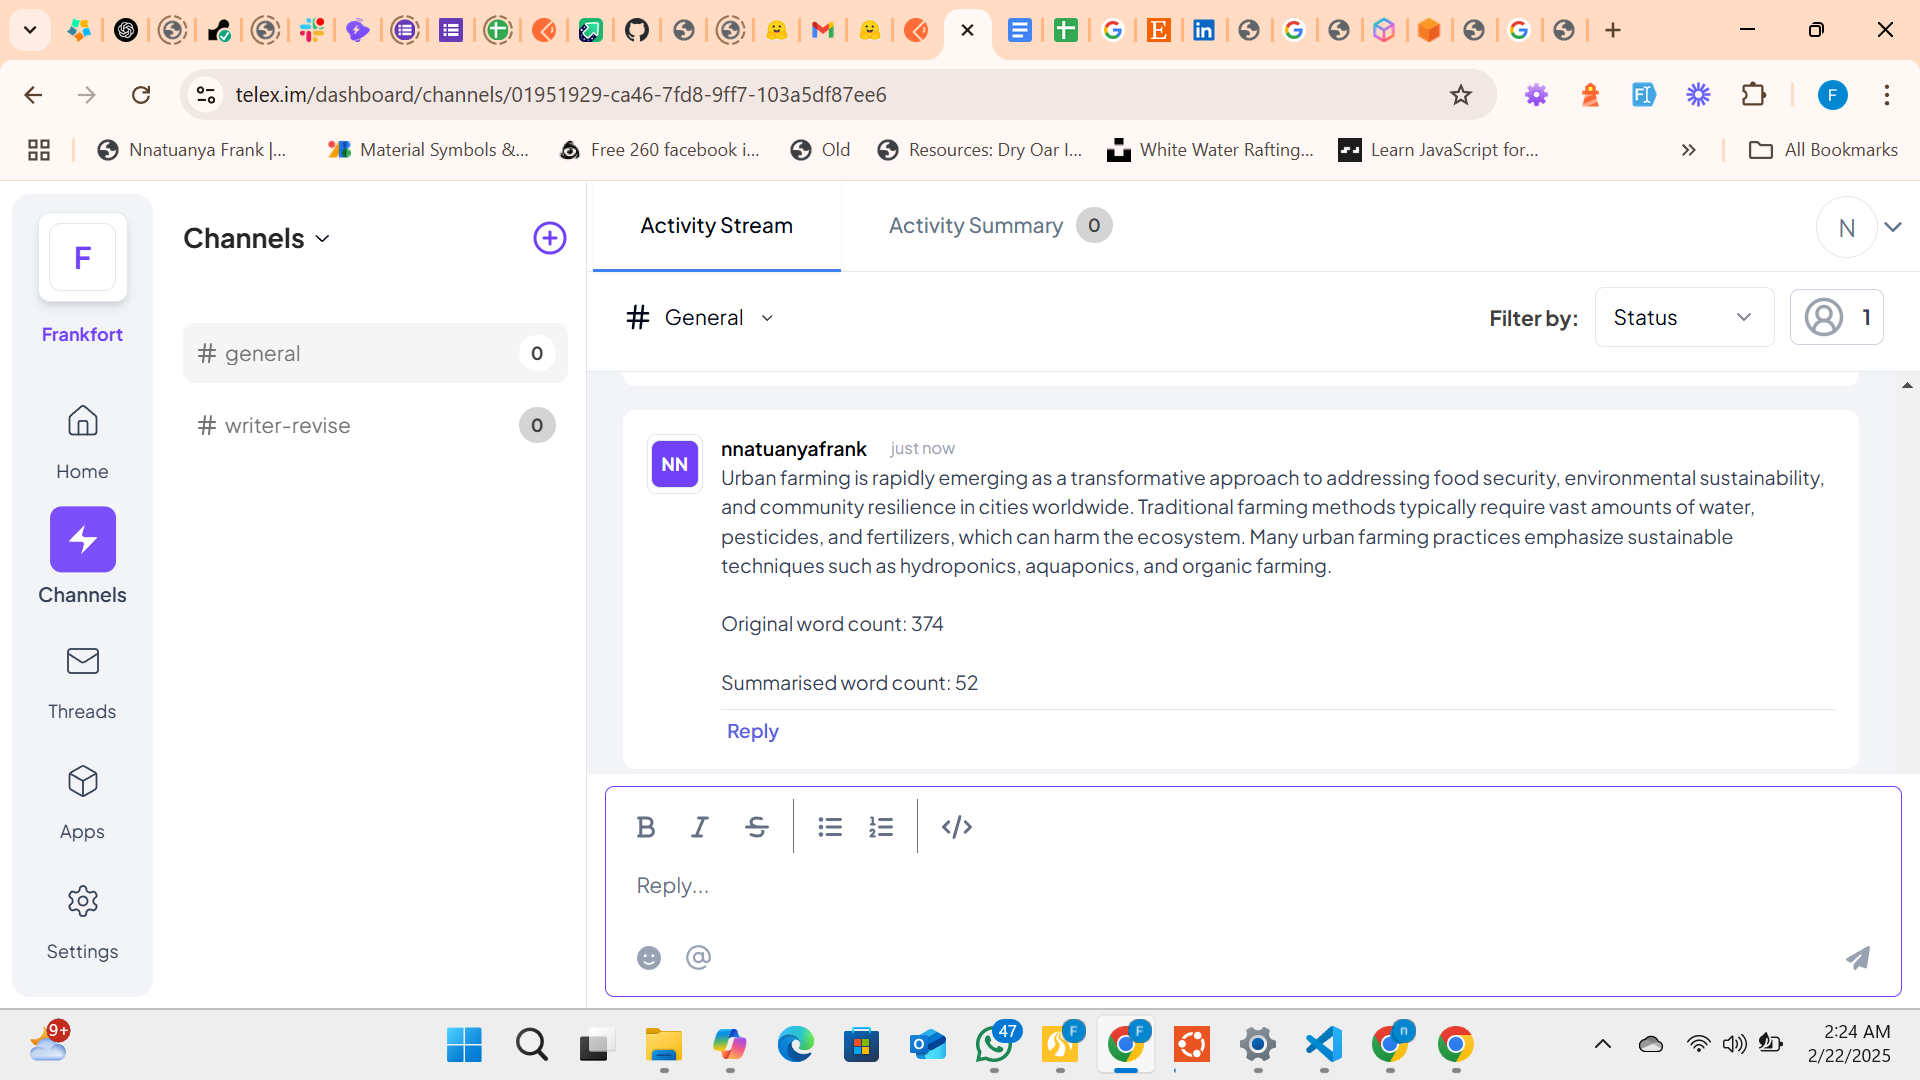 telex.im/dashboard/channels/01951929-ca46-7fd8-9ff7-103a5df87ee6
F
Nnatuanya Frank |...
Material Symbols &...
Free 260 facebook i...
Old
Resources: Dry Oar I...
White Water Rafting...
Learn JavaScript for...
All Bookmarks
F
Frankfort
Home
Channels
Threads
Apps
Settings
Channels
# general 0
# writer-revise 0
Activity Stream
Activity Summary 0
N
# General
Filter by:
Status
1
NN
nnatuanyafrank just now
Urban farming is rapidly emerging as a transformative approach to addressing food security, environmental sustainability,
and community resilience in cities worldwide. Traditional farming methods typically require vast amounts of water,
pesticides, and fertilizers, which can harm the ecosystem. Many urban farming practices emphasize sustainable
techniques such as hydroponics, aquaponics, and organic farming.
Original word count: 374
Summarised word count: 52
Reply
B I S
Reply...
@
9+
47
F
F
n
2:24 AM
2/22/2025